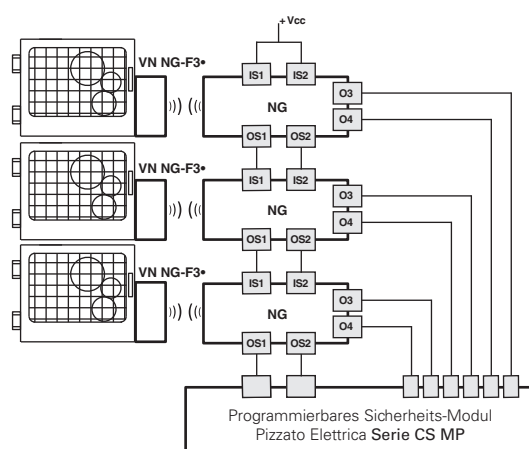 + Vcc
VN NG-F3•
IS1 IS2
O3
NG
O4
OS1 OS2
VN NG-F3•
IS1 IS2
O3
NG
O4
OS1 OS2
VN NG-F3•
IS1 IS2
O3
NG
O4
OS1 OS2
Programmierbares Sicherheits-Modul
Pizzato Elettrica Serie CS MP